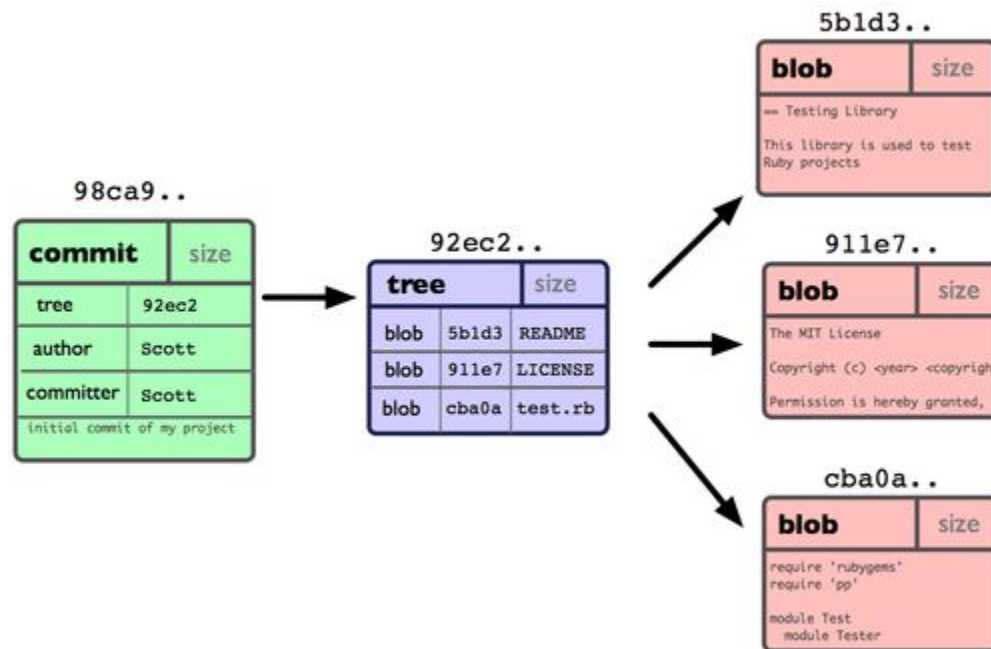 98ca9..
commit size
tree 92ec2
author Scott
committer Scott
initial commit of my project
92ec2..
tree size
blob 5b1d3 README
blob 911e7 LICENSE
blob cba0a test.rb
5b1d3..
blob size
== Testing Library
This library is used to test
Ruby projects
911e7..
blob size
The MIT License
Copyright (c) <year> <copyrigh
Permission is hereby granted,
cba0a..
blob size
require 'rubygems'
require 'pp'
module Test
module Tester